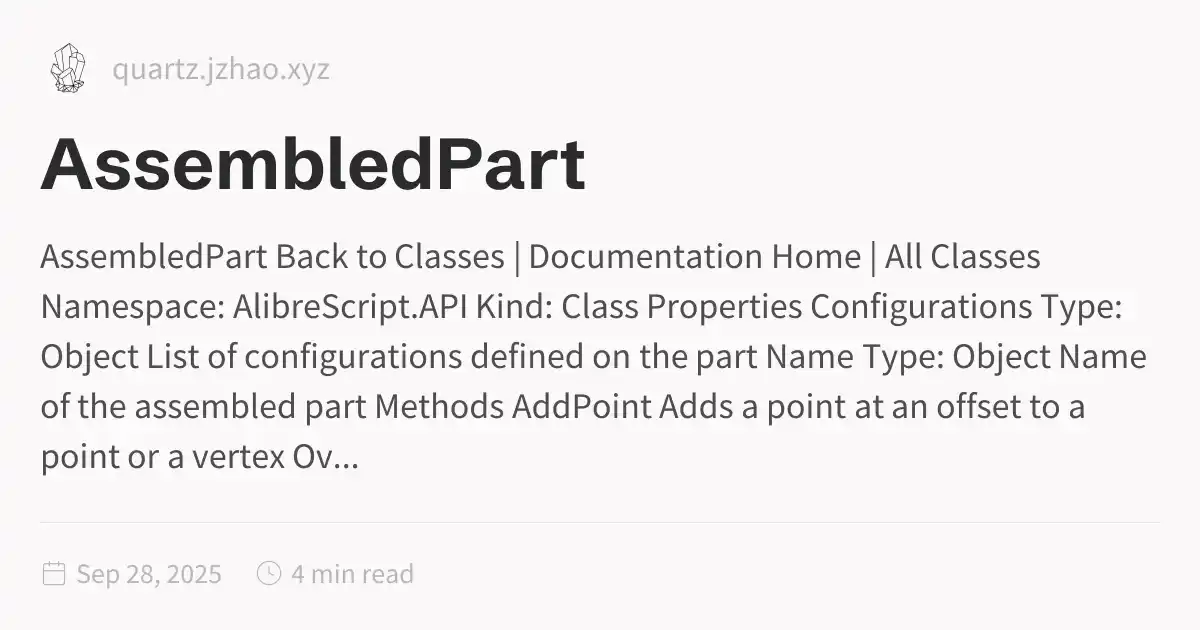 quartz.jzhao.xyz
AssembledPart
AssembledPart Back to Classes | Documentation Home | All Classes
Namespace: AlibreScript.API Kind: Class Properties Configurations Type:
Object List of configurations defined on the part Name Type: Object Name
of the assembled part Methods AddPoint Adds a point at an offset to a
point or a vertex Ov...
Sep 28, 2025 4 min read